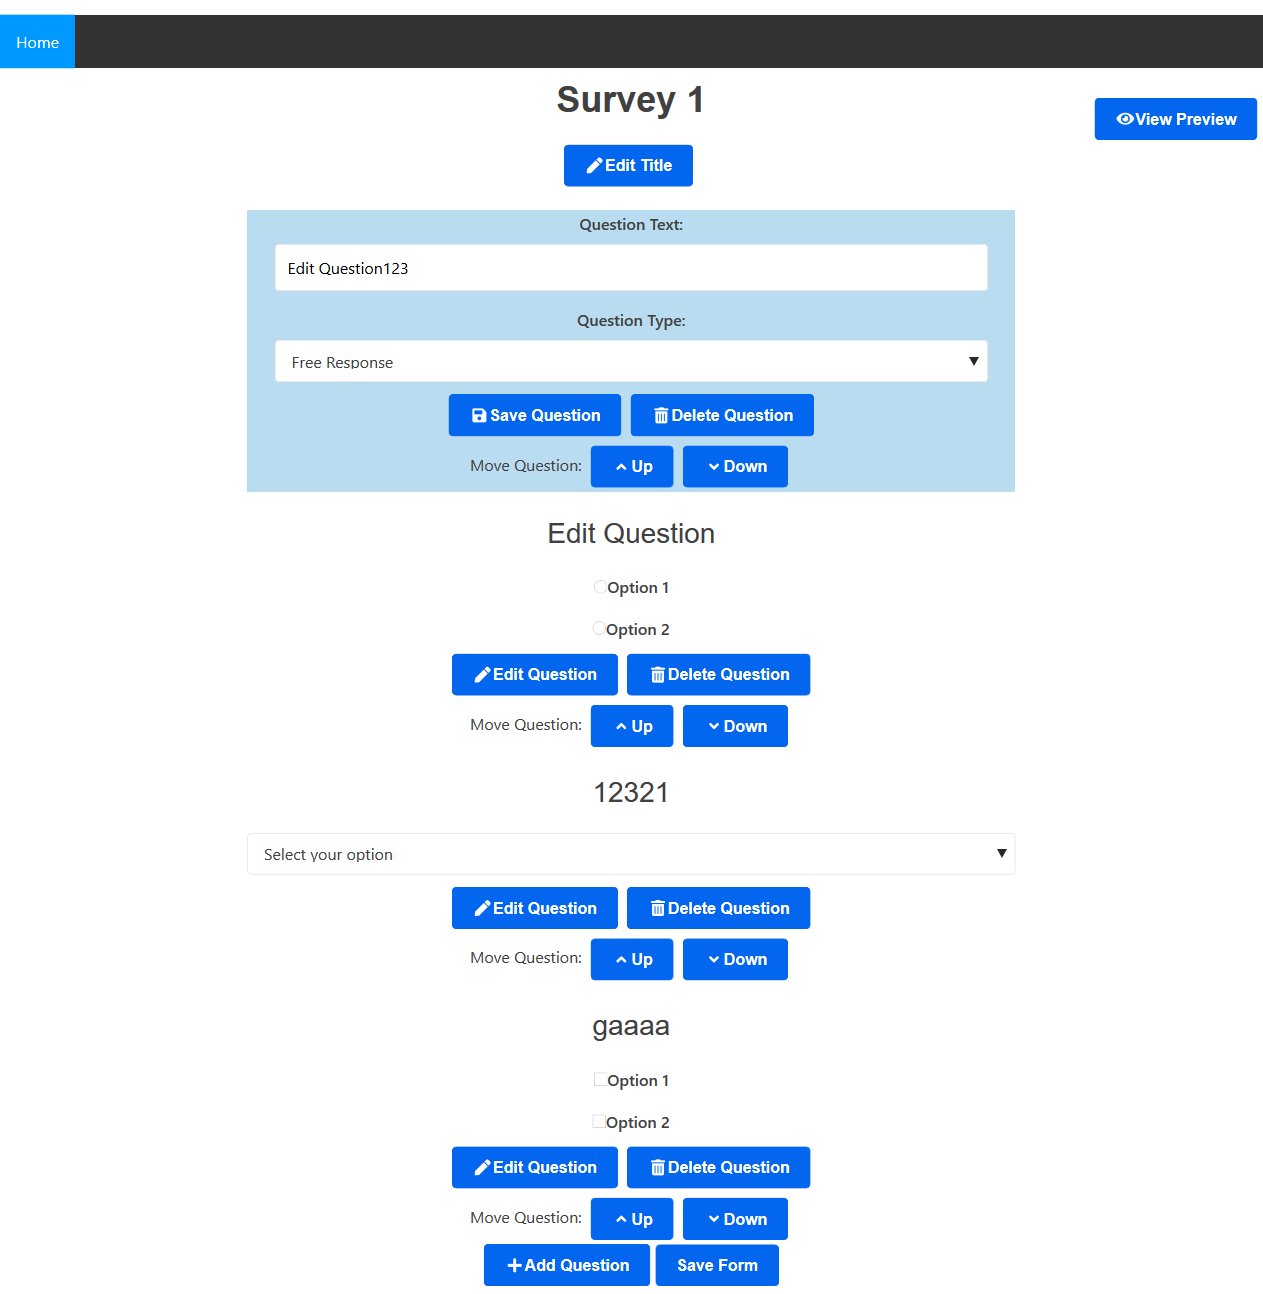 Home
Survey 1
View Preview
Edit Title
Question Text:
Edit Question123
Question Type:
Free Response
Save Question Delete Question
Move Question: Up Down
Edit Question
Option 1
Option 2
Edit Question Delete Question
Move Question: Up Down
12321
Select your option
Edit Question Delete Question
Move Question: Up Down
gaaaa
Option 1
Option 2
Edit Question Delete Question
Move Question: Up Down
Add Question Save Form